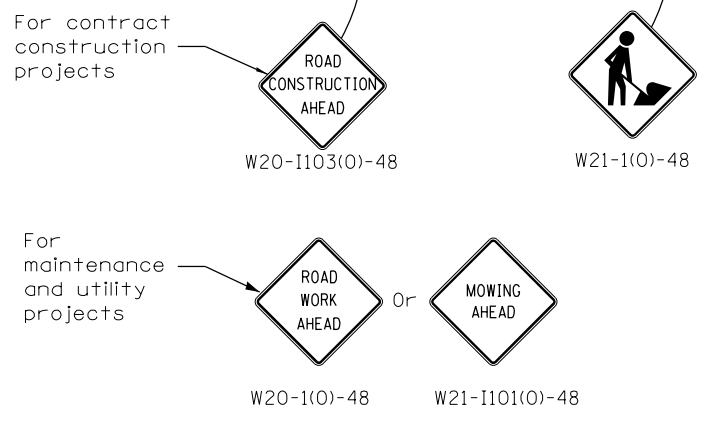 For contract
construction
projects
ROAD
CONSTRUCTION
AHEAD
W20-I103(O)-48
W21-1(O)-48
For
maintenance
and utility
projects
ROAD
WORK
AHEAD
Or
MOWING
AHEAD
W20-1(O)-48
W21-I101(O)-48